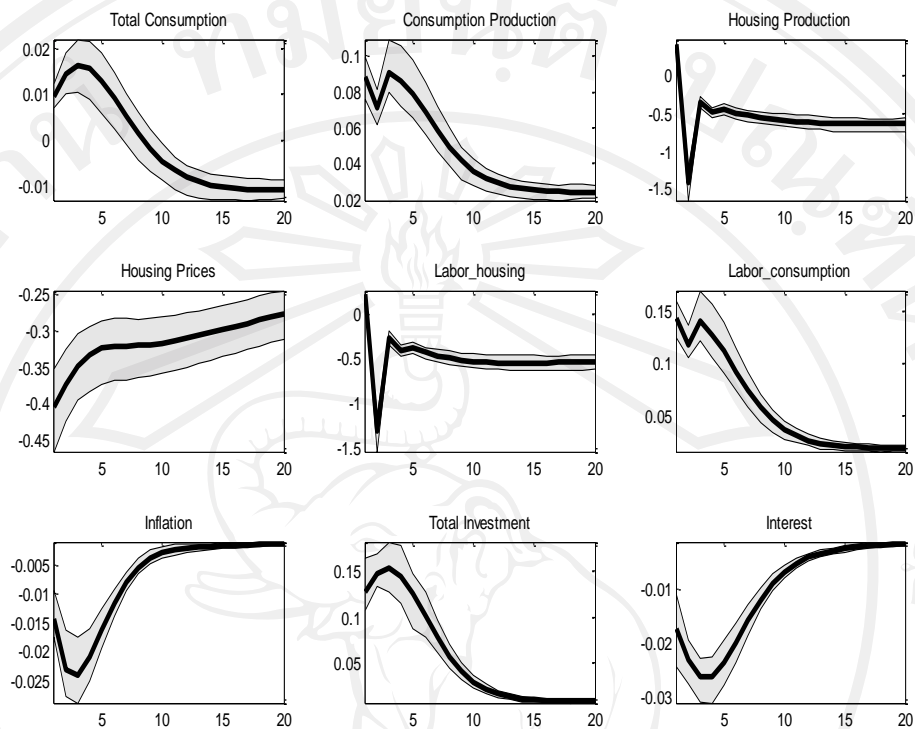 Total Consumption
0.02
0.01
0
-0.01
5 10 15 20
Consumption Production
0.1
0.08
0.06
0.04
0.02
5 10 15 20
Housing Production
0
-0.5
-1
-1.5
5 10 15 20
Housing Prices
-0.25
-0.3
-0.35
-0.4
-0.45
5 10 15 20
Labor_housing
0
-0.5
-1
-1.5
5 10 15 20
Labor_consumption
0.15
0.1
0.05
5 10 15 20
Inflation
-0.005
-0.01
-0.015
-0.02
-0.025
5 10 15 20
Total Investment
0.15
0.1
0.05
5 10 15 20
Interest
-0.01
-0.02
-0.03
5 10 15 20